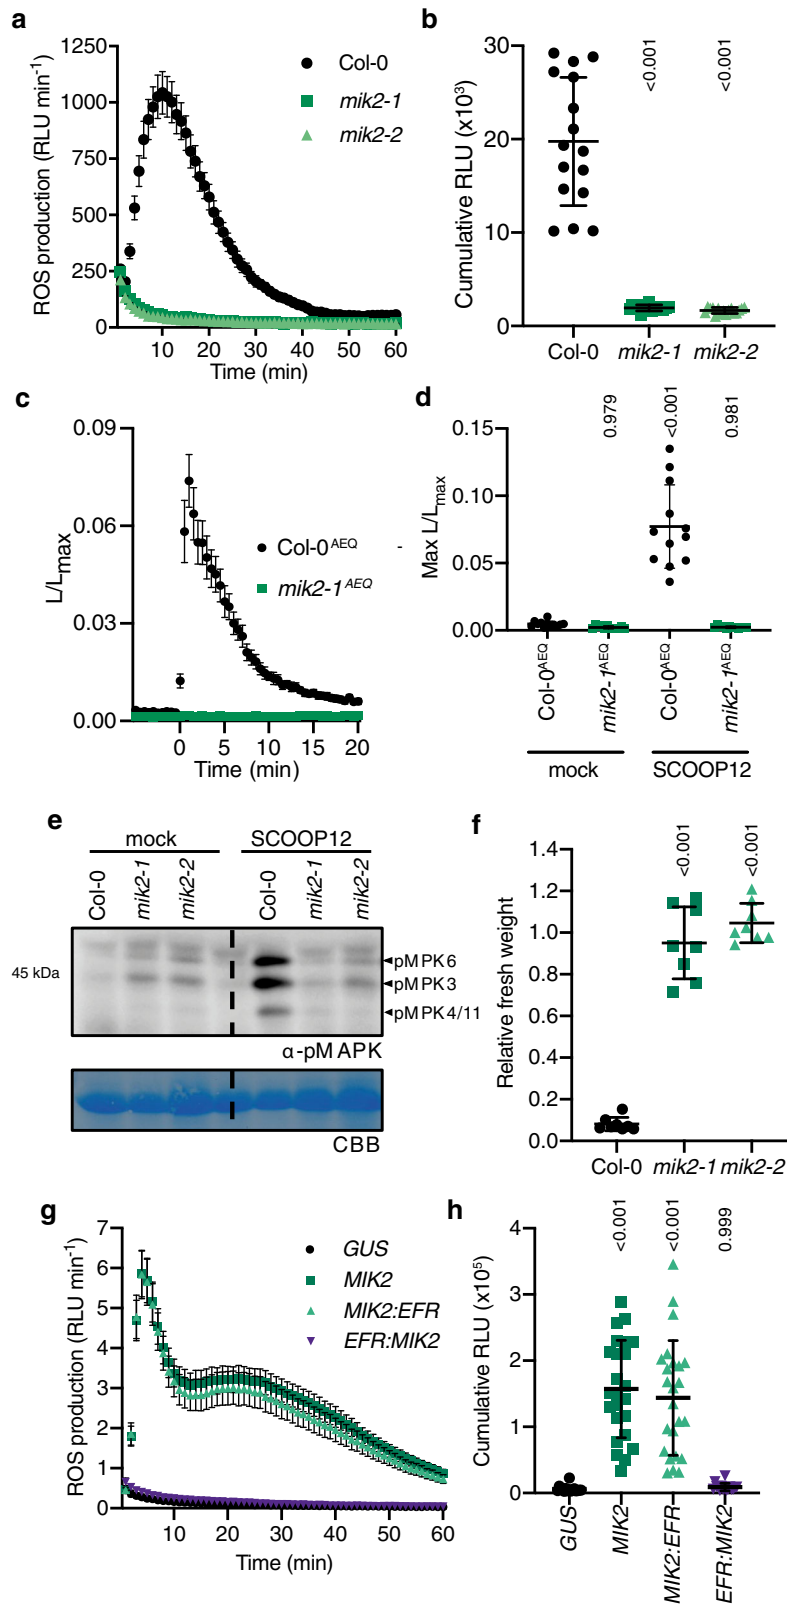 a
ROS production (RLU min⁻¹)
1250
1000
750
500
250
0
0
10
20
30
40
50
60
Time (min)
Col-0
mik2-1
mik2-2
b
Cumulative RLU (x10³)
30
20
10
0
<0.001
<0.001
Col-0
mik2-1
mik2-2
c
L/Lmax
0.09
0.06
0.03
0.00
0
5
10
15
20
Time (min)
Col-0ᴬᴱQ
mik2-1ᴬᴱQ
-
d
Max L/Lmax
0.15
0.10
0.05
0.00
0.979
<0.001
0.981
Col-0ᴬᴱQ
mik2-1ᴬᴱQ
Col-0ᴬᴱQ
mik2-1ᴬᴱQ
mock
SCOOP12
e
mock
SCOOP12
Col-0
mik2-1
mik2-2
Col-0
mik2-1
mik2-2
45 kDa
pMPK6
pMPK3
pMPK4/11
α-pMAPK
CBB
f
Relative fresh weight
1.4
1.2
1.0
0.8
0.6
0.4
0.2
0.0
<0.001
<0.001
Col-0
mik2-1
mik2-2
g
ROS production (RLU min⁻¹)
7
6
5
4
3
2
1
0
10
20
30
40
50
60
Time (min)
GUS
MIK2
MIK2:EFR
EFR:MIK2
h
Cumulative RLU (x10⁵)
4
3
2
1
0
<0.001
<0.001
0.999
GUS
MIK2
MIK2:EFR
EFR:MIK2